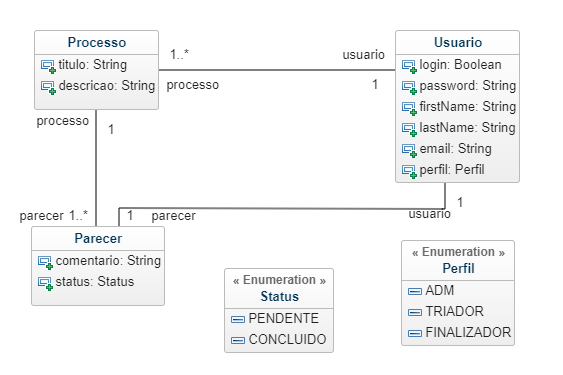 Processo
titulo: String
descricao: String
1..*
usuario
processo
1
Usuario
login: Boolean
password: String
firstName: String
lastName: String
email: String
perfil: Perfil
processo
1
1
parecer 1..*
1
parecer
usuario
Parecer
comentario: String
status: Status
« Enumeration »
Status
PENDENTE
CONCLUIDO
« Enumeration »
Perfil
ADM
TRIADOR
FINALIZADOR